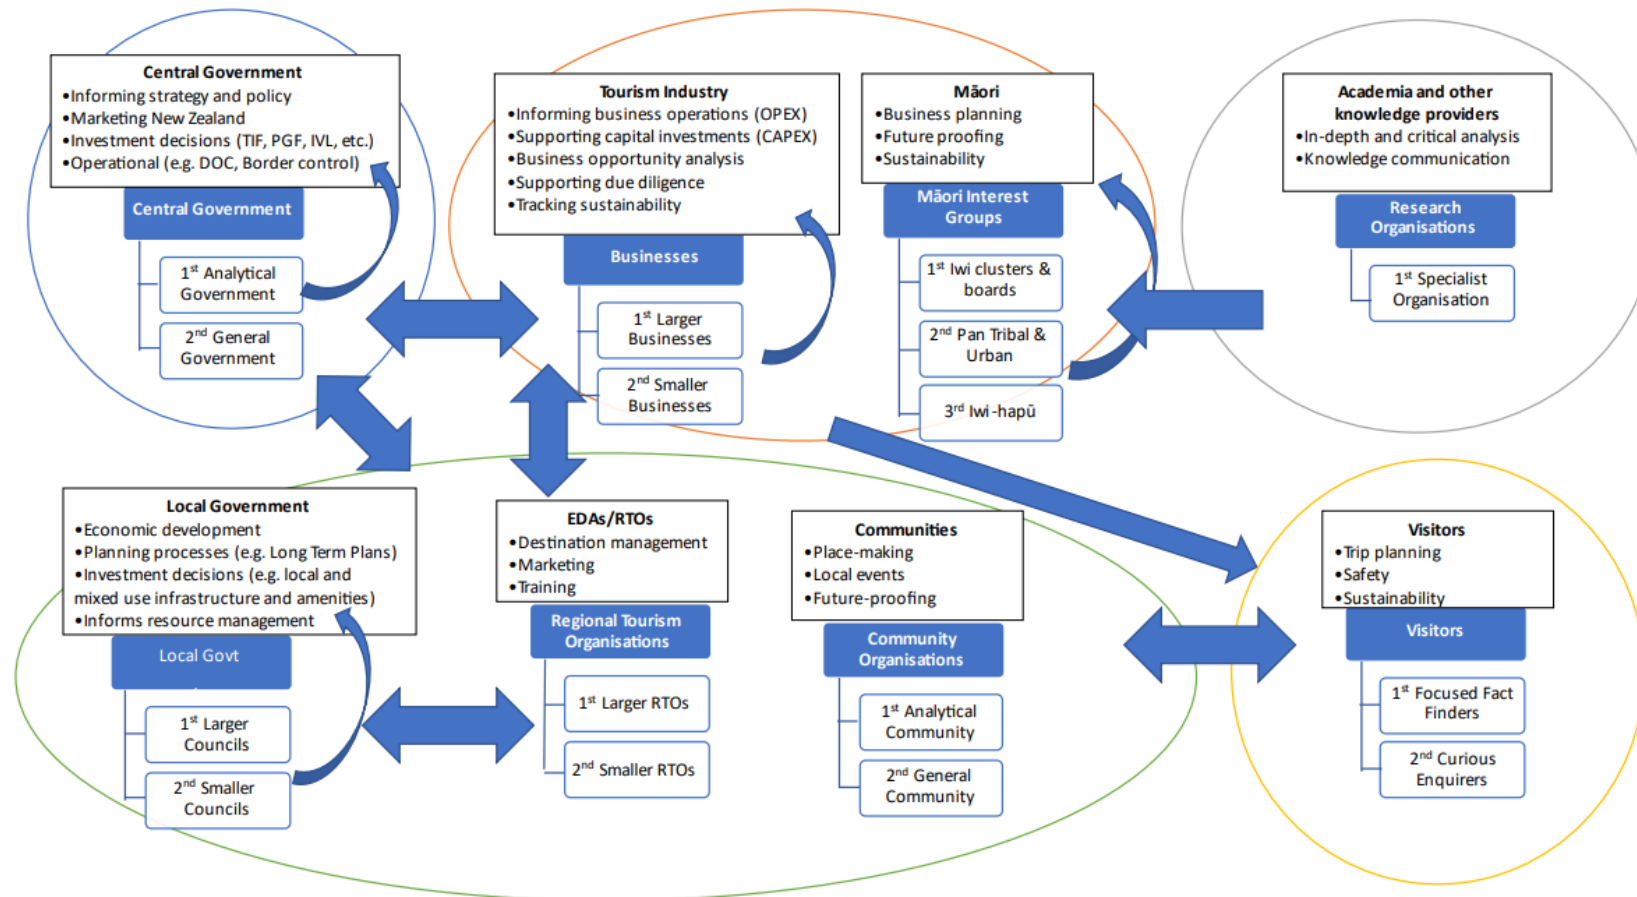 Central Government
•Informing strategy and policy
•Marketing New Zealand
•Investment decisions (TIF, PGF, IVL, etc.)
•Operational (e.g. DOC, Border control)
Central Government
1st Analytical
Government
2nd General
Government
Tourism Industry
•Informing business operations (OPEX)
•Supporting capital investments (CAPEX)
•Business opportunity analysis
•Supporting due diligence
•Tracking sustainability
Businesses
1st Larger
Businesses
2nd Smaller
Businesses
Māori
•Business planning
•Future proofing
•Sustainability
Māori Interest
Groups
1st Iwi clusters &
boards
2nd Pan Tribal &
Urban
3rd Iwi-hapū
Academia and other
knowledge providers
•In-depth and critical analysis
•Knowledge communication
Research
Organisations
1st Specialist
Organisation
Local Government
•Economic development
•Planning processes (e.g. Long Term Plans)
•Investment decisions (e.g. local and
mixed use infrastructure and amenities)
•Informs resource management
Local Govt
1st Larger
Councils
2nd Smaller
Councils
EDAs/RTOs
•Destination management
•Marketing
•Training
Regional Tourism
Organisations
1st Larger RTOs
2nd Smaller RTOs
Communities
•Place-making
•Local events
•Future-proofing
Community
Organisations
1st Analytical
Community
2nd General
Community
Visitors
•Trip planning
•Safety
•Sustainability
Visitors
1st Focused Fact
Finders
2nd Curious
Enquirers